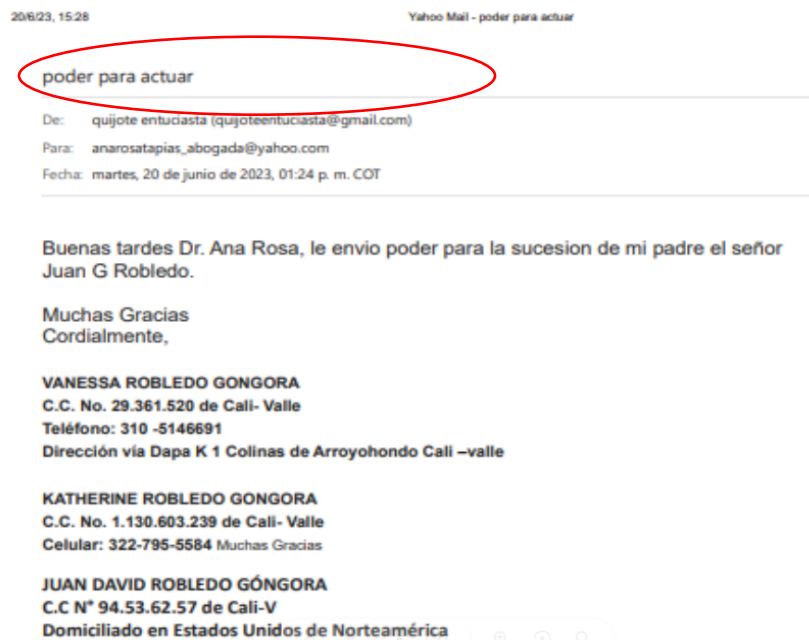 20/6/23, 15:28 Yahoo Mail - poder para actuar
poder para actuar
De: quijote entuciasta (quijoteentuciasta@gmail.com)
Para: anarosatapias_abogada@yahoo.com
Fecha: martes, 20 de junio de 2023, 01:24 p. m. COT
Buenas tardes Dr. Ana Rosa, le envio poder para la sucesion de mi padre el señor
Juan G Robledo.
Muchas Gracias
Cordialmente,
VANESSA ROBLEDO GONGORA
C.C. No. 29.361.520 de Cali- Valle
Teléfono: 310 -5146691
Dirección vía Dapa K 1 Colinas de Arroyohondo Cali –valle
KATHERINE ROBLEDO GONGORA
C.C. No. 1.130.603.239 de Cali- Valle
Celular: 322-795-5584 Muchas Gracias
JUAN DAVID ROBLEDO GÓNGORA
C.C N° 94.53.62.57 de Cali-V
Domiciliado en Estados Unidos de Norteamérica